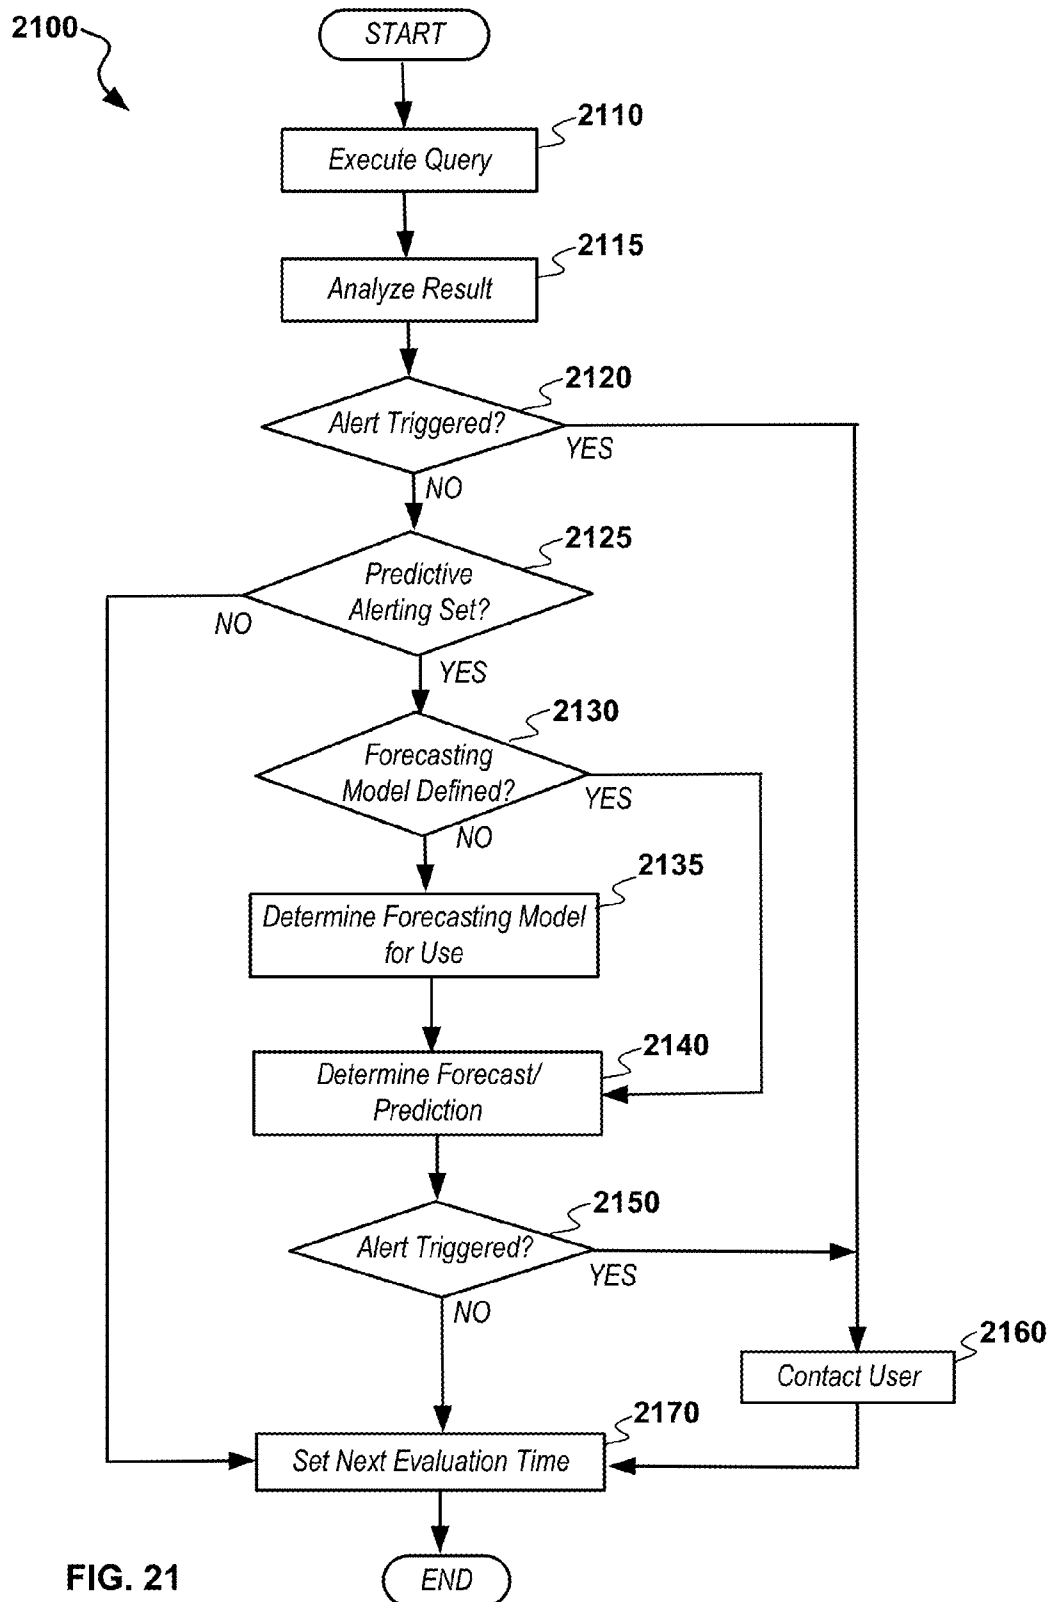 2100
START
2110
Execute Query
2115
Analyze Result
2120
Alert Triggered?
YES
NO
2125
Predictive
Alerting Set?
NO
YES
2130
Forecasting
Model Defined?
YES
NO
2135
Determine Forecasting Model
for Use
2140
Determine Forecast/
Prediction
2150
Alert Triggered?
YES
NO
2160
Contact User
2170
Set Next Evaluation Time
FIG. 21
END